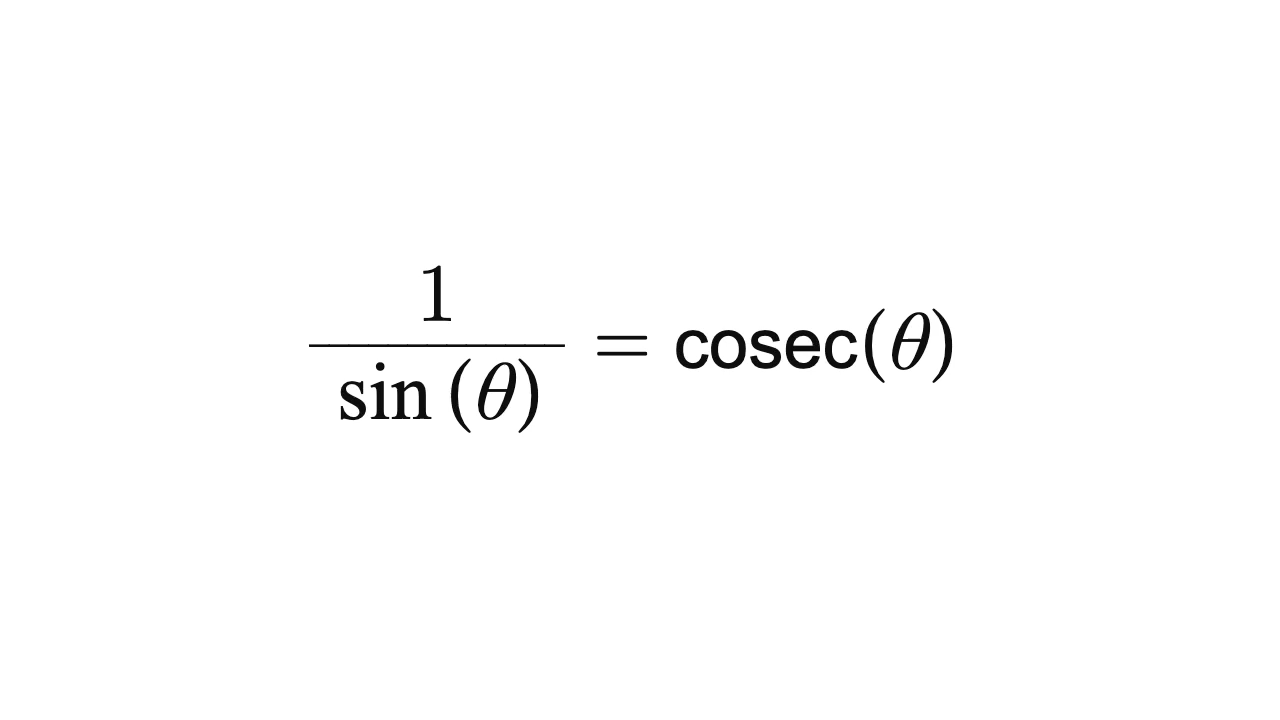 1
sin (θ) = cosec(θ)